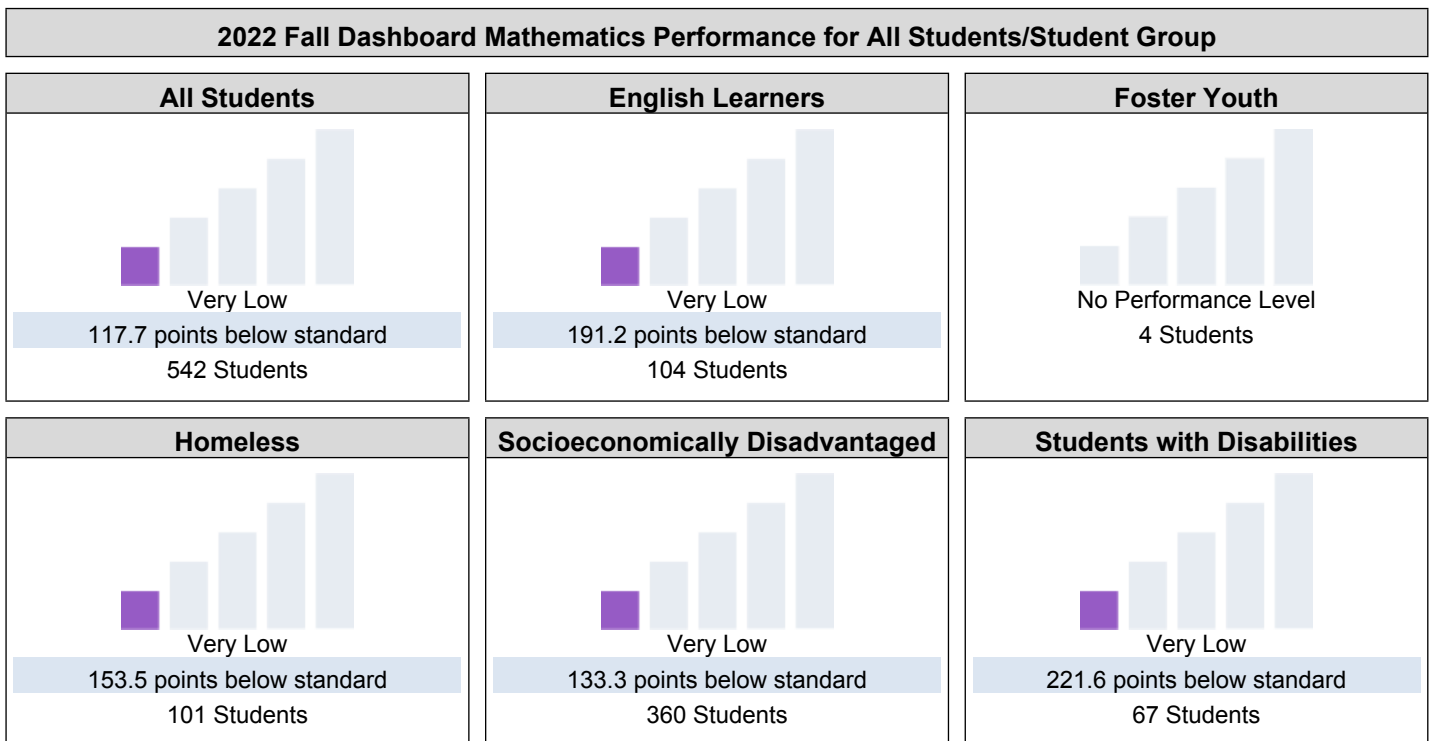 2022 Fall Dashboard Mathematics Performance for All Students/Student Group
All Students
Very Low
117.7 points below standard
542 Students
English Learners
Very Low
191.2 points below standard
104 Students
Foster Youth
No Performance Level
4 Students
Homeless
Very Low
153.5 points below standard
101 Students
Socioeconomically Disadvantaged
Very Low
133.3 points below standard
360 Students
Students with Disabilities
Very Low
221.6 points below standard
67 Students